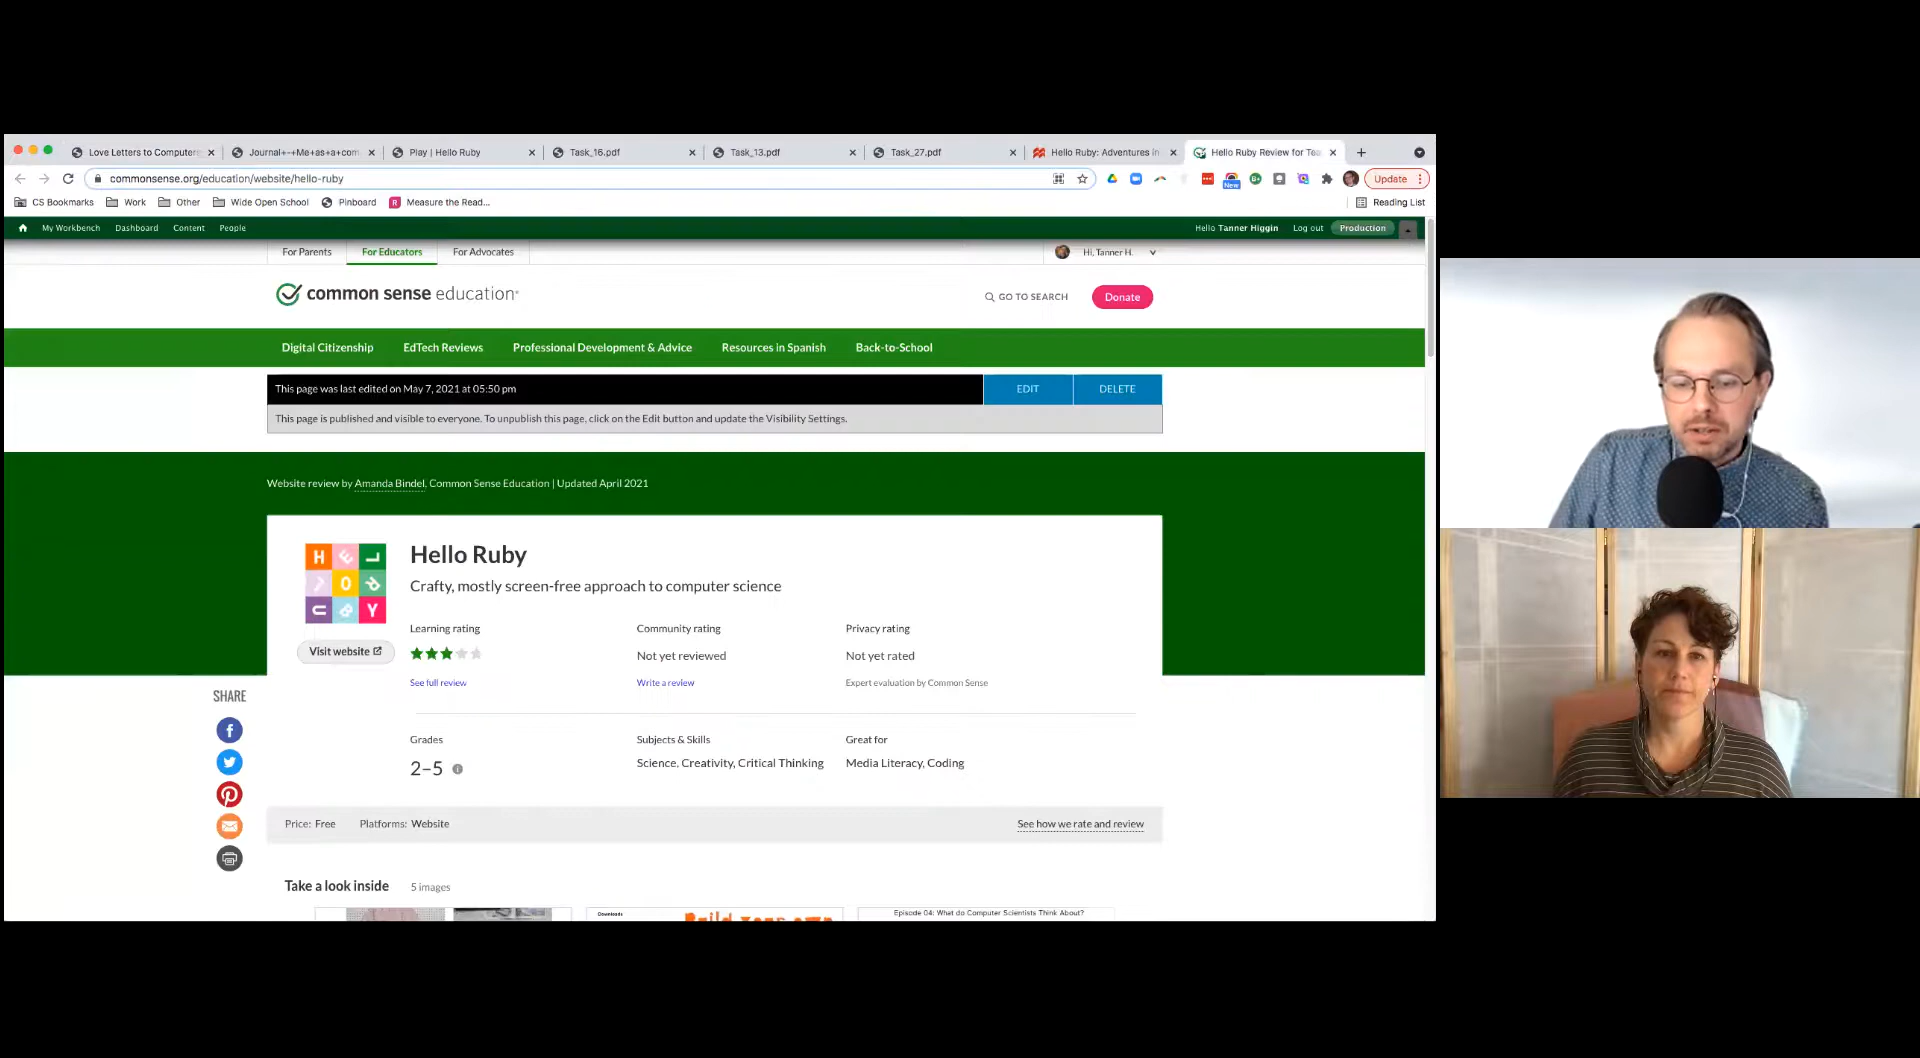 Love Letters to Computer
Journal+-+Me+as+a+com
Play | Hello Ruby
Task_16.pdf
Task_13.pdf
Task_27.pdf
Hello Ruby: Adventures in
Hello Ruby Review for Tea
commonsense.org/education/website/hello-ruby
New
Update
CS Bookmarks
Work
Other
Wide Open School
Pinboard
Measure the Read...
Reading List
My Workbench
Dashboard
Content
People
Hello Tanner Higgin
Log out
Production
For Parents
For Educators
For Advocates
Hi, Tanner H.
common sense education®
GO TO SEARCH
Donate
Digital Citizenship
EdTech Reviews
Professional Development & Advice
Resources in Spanish
Back-to-School
This page was last edited on May 7, 2021 at 05:50 pm
EDIT
DELETE
This page is published and visible to everyone. To unpublish this page, click on the Edit button and update the Visibility Settings.
Website review by Amanda Bindel, Common Sense Education | Updated April 2021
HEL
LOR
UBY
Hello Ruby
Crafty, mostly screen-free approach to computer science
Visit website
Learning rating
See full review
Community rating
Not yet reviewed
Write a review
Privacy rating
Not yet rated
Expert evaluation by Common Sense
SHARE
Grades
2–5
Subjects & Skills
Science, Creativity, Critical Thinking
Great for
Media Literacy, Coding
Price: Free
Platforms: Website
See how we rate and review
Take a look inside
5 images
Downloads
Build your own
Episode 04: What do Computer Scientists Think About?